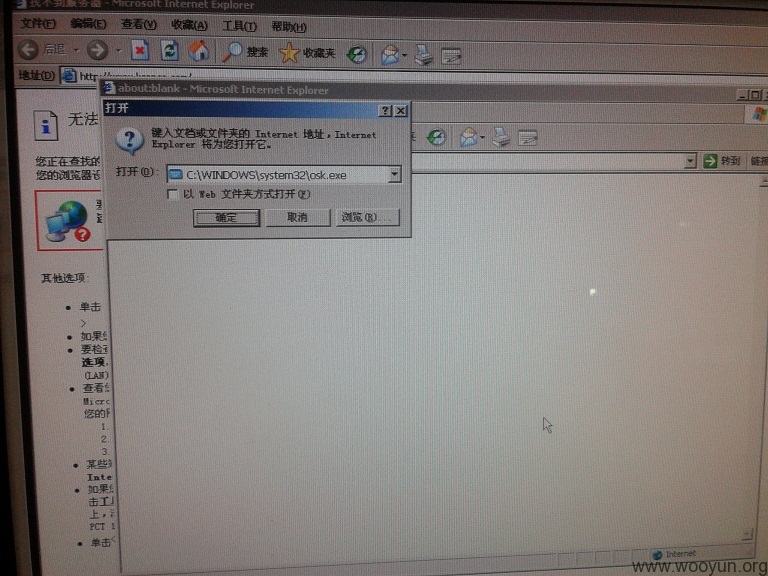 找不到服务器 - Microsoft Internet Explorer
文件(F) 编辑(E) 查看(V) 收藏(A) 工具(T) 帮助(H)
后退 搜索 收藏夹
地址(D)
about:blank - Microsoft Internet Explorer
打开
无法
键入文档或文件夹的 Internet 地址，Internet
Explorer 将为您打开它。
您正在查找的
您的浏览器
打开(O): C:\WINDOWS\system32\osk.exe
转到 链接
以 Web 文件夹方式打开(F)
确定 取消 浏览(R)...
其他选项:
单击
>
如果
要检
选项
(LAN)
查看
Micro
您的
1.
2.
3.
某些
Inte
如果
击工
上，
PCT 1
单击
Internet
www.wooyun.org